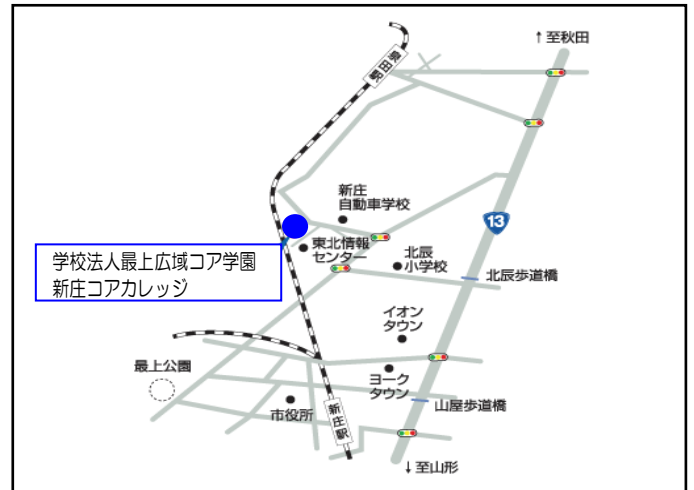 ↑至秋田
泉田駅
新庄
自動車学校
13
東北情報
センター
北辰
小学校
学校法人最上広域コア学園
新庄コアカレッジ
北辰歩道橋
イオン
タウン
最上公園
ヨーク
タウン
市役所
新庄駅
山屋歩道橋
↓至山形